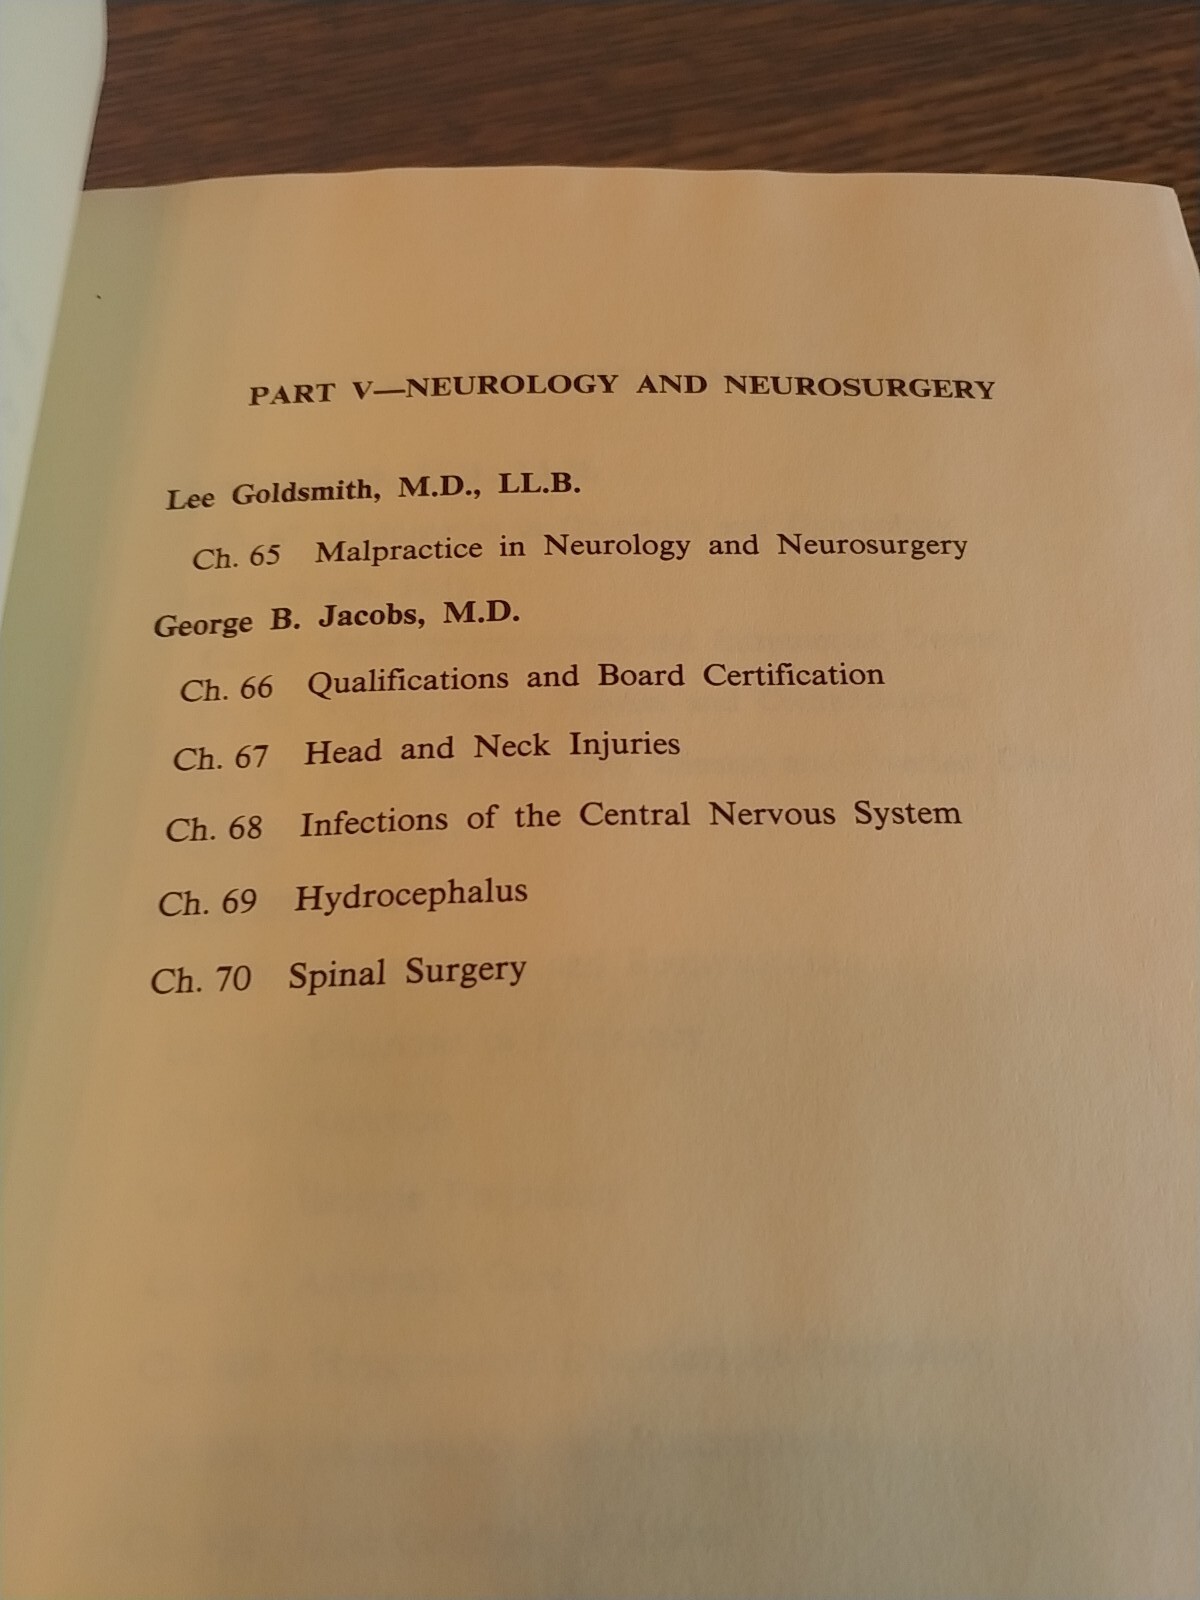 PART V—NEUROLOGY AND NEUROSURGERY
Lee Goldsmith, M.D., LL.B.
Ch. 65 Malpractice in Neurology and Neurosurgery
George B. Jacobs, M.D.
Ch. 66 Qualifications and Board Certification
Ch. 67 Head and Neck Injuries
Ch. 68 Infections of the Central Nervous System
Ch. 69 Hydrocephalus
Ch. 70 Spinal Surgery